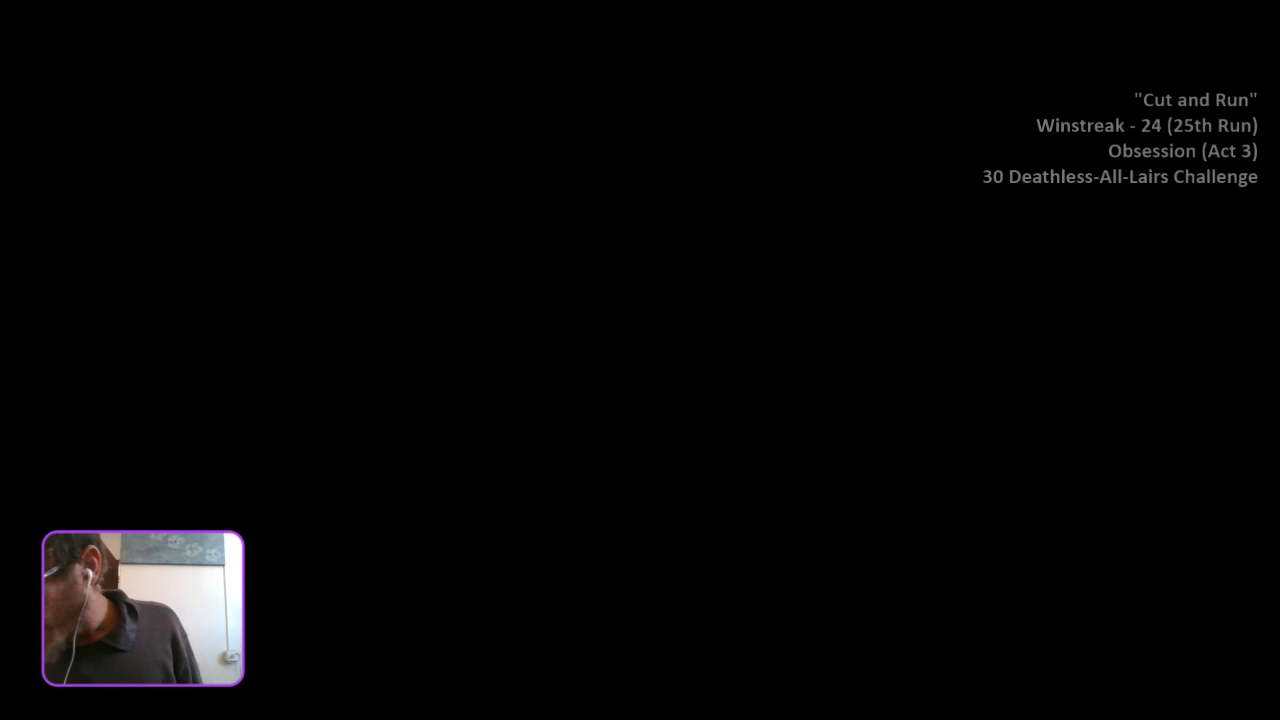 "Cut and Run"
Winstreak - 24 (25th Run)
Obsession (Act 3)
30 Deathless-All-Lairs Challenge